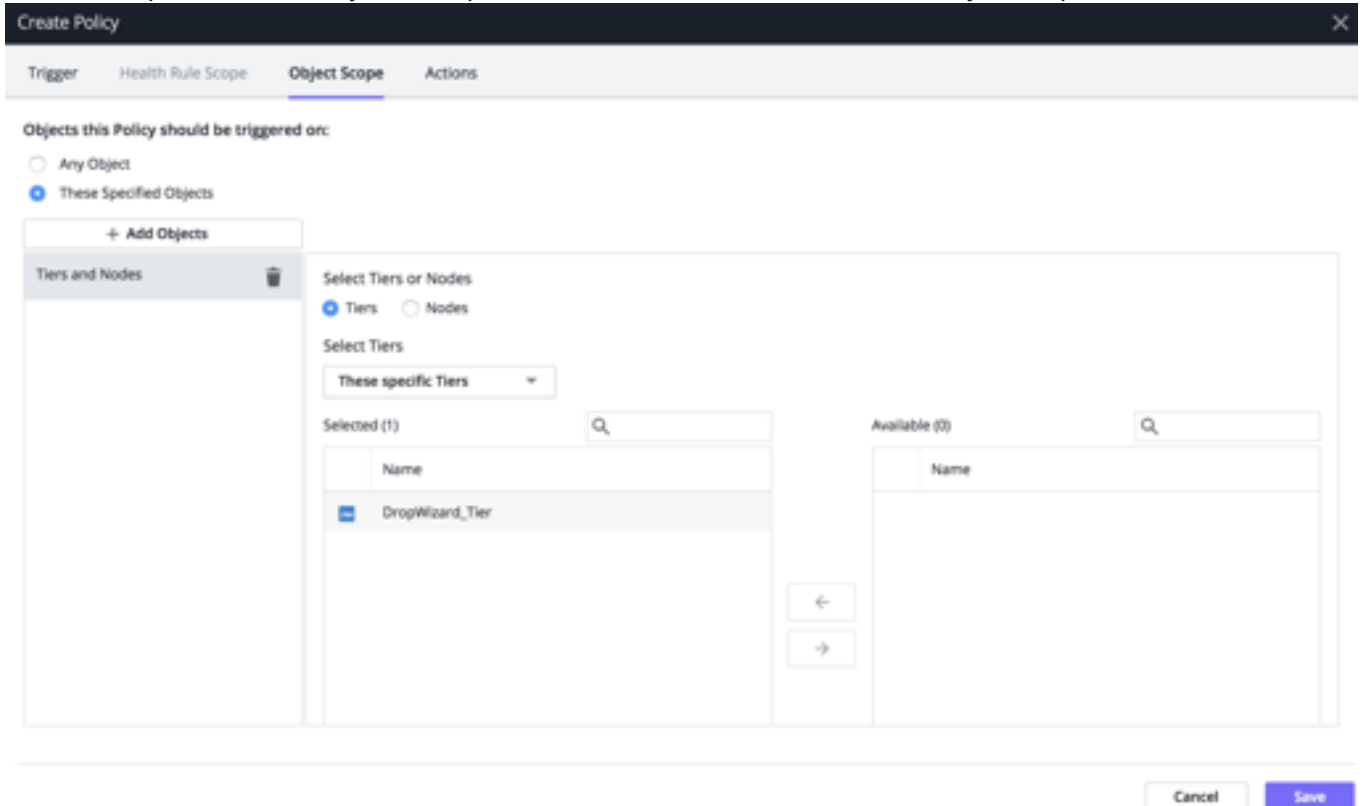 Create Policy
Trigger Health Rule Scope Object Scope Actions
Objects this Policy should be triggered on:
Any Object
These Specified Objects
+ Add Objects
Tiers and Nodes
Select Tiers or Nodes
Tiers Nodes
Select Tiers
These specific Tiers
Selected (1) Available (0)
Name Name
DropWizard_Tier
Cancel Save